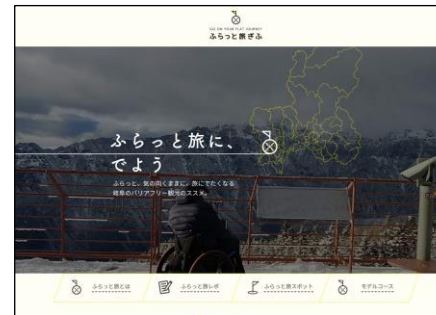 GO ON YOUR FLAT JOURNEY
ふらっと旅ぎふ
ふらっと旅に、
でよう
ふらっと、気の向くままに、旅にでたくなる
岐阜のバリアフリー観光のススメ。
ふらっと旅とは
ふらっと旅レポ
ふらっと旅スポット
モデルコース